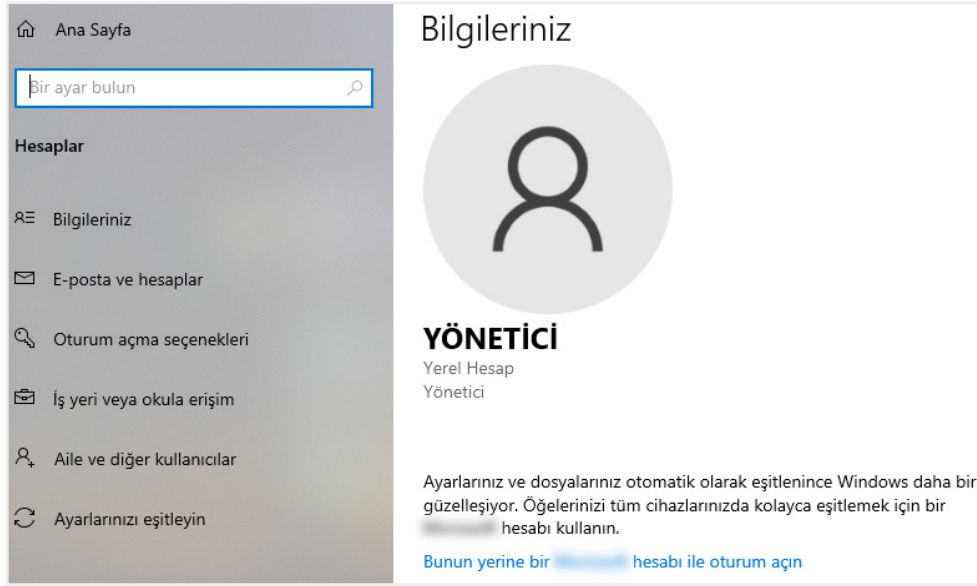 Ana Sayfa
Bir ayar bulun
Hesaplar
Bilgileriniz
E-posta ve hesaplar
Oturum açma seçenekleri
İş yeri veya okula erişim
Aile ve diğer kullanıcılar
Ayarlarınızı eşitleyin
Bilgileriniz
YÖNETİCİ
Yerel Hesap
Yönetici
Ayarlarınız ve dosyalarınız otomatik olarak eşitlenince Windows daha bir
güzelleşiyor. Öğelerinizi tüm cihazlarınızda kolayca eşitlemek için bir
hesabı kullanın.
Bunun yerine bir hesabı ile oturum açın